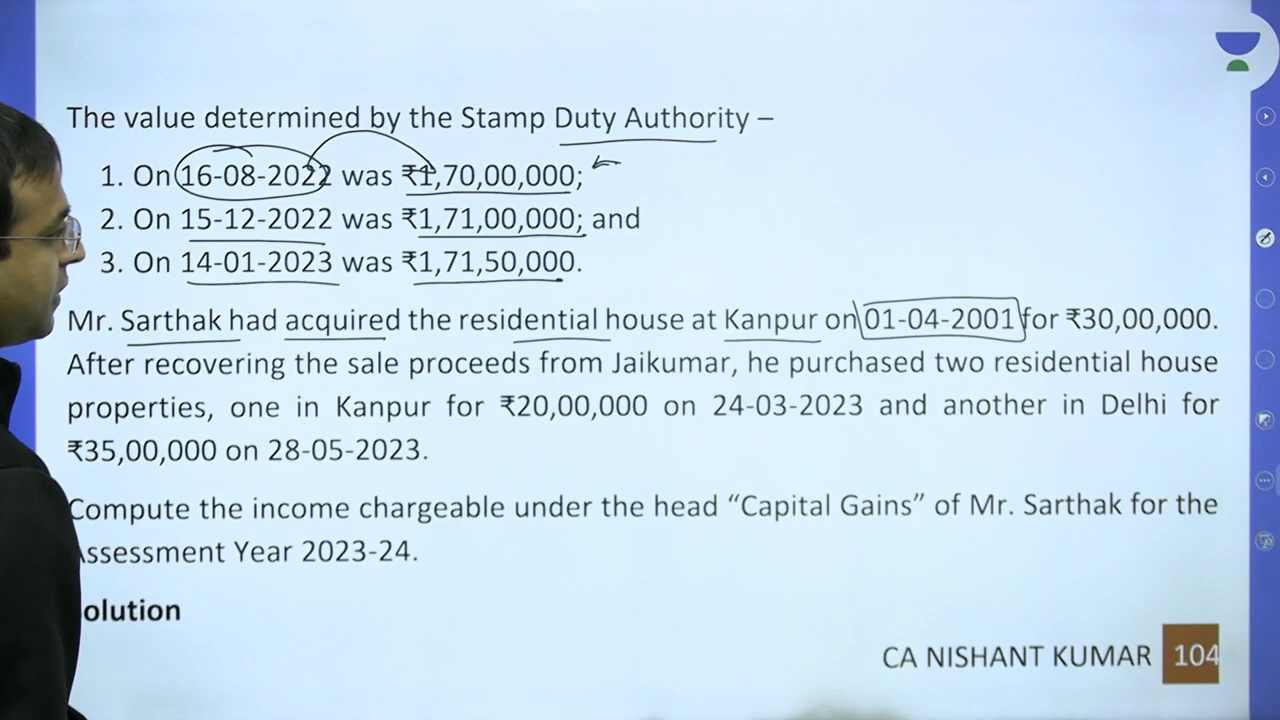 The value determined by the Stamp Duty Authority –
1. On 16-08-2022 was ₹1,70,00,000;
2. On 15-12-2022 was ₹1,71,00,000; and
3. On 14-01-2023 was ₹1,71,50,000.
Mr. Sarthak had acquired the residential house at Kanpur on 01-04-2001 for ₹30,00,000.
After recovering the sale proceeds from Jaikumar, he purchased two residential house
properties, one in Kanpur for ₹20,00,000 on 24-03-2023 and another in Delhi for
₹35,00,000 on 28-05-2023.
Compute the income chargeable under the head “Capital Gains” of Mr. Sarthak for the
Assessment Year 2023-24.
olution
CA NISHANT KUMAR 104